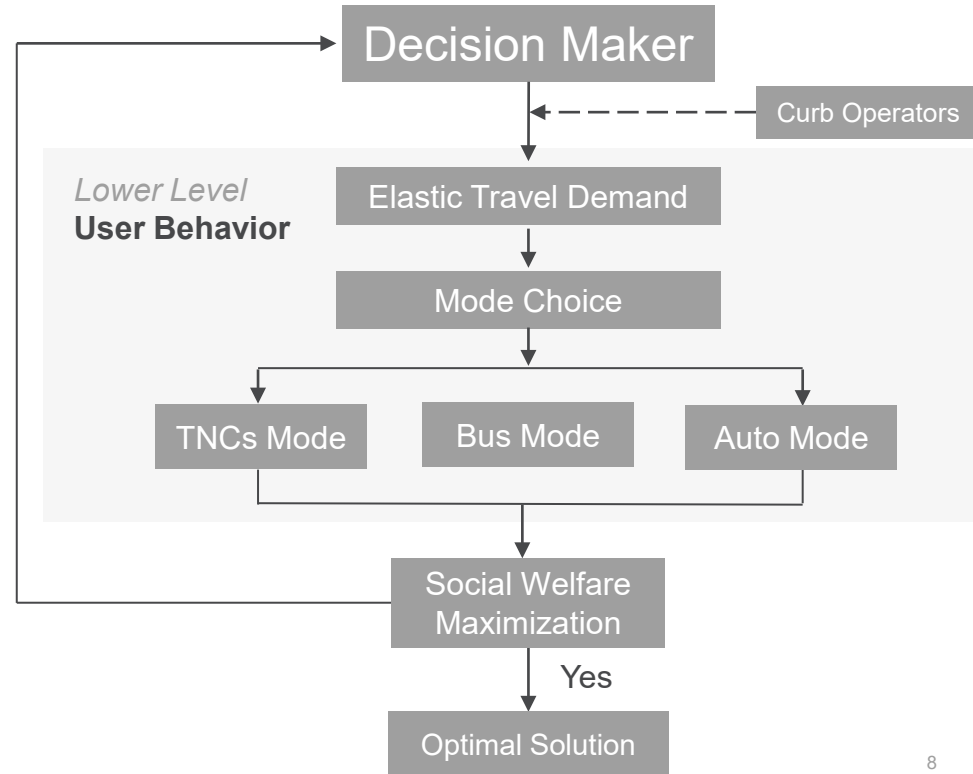 Decision Maker
Curb Operators
Lower Level
User Behavior
Elastic Travel Demand
Mode Choice
TNCs Mode
Bus Mode
Auto Mode
Social Welfare
Maximization
Yes
Optimal Solution
8